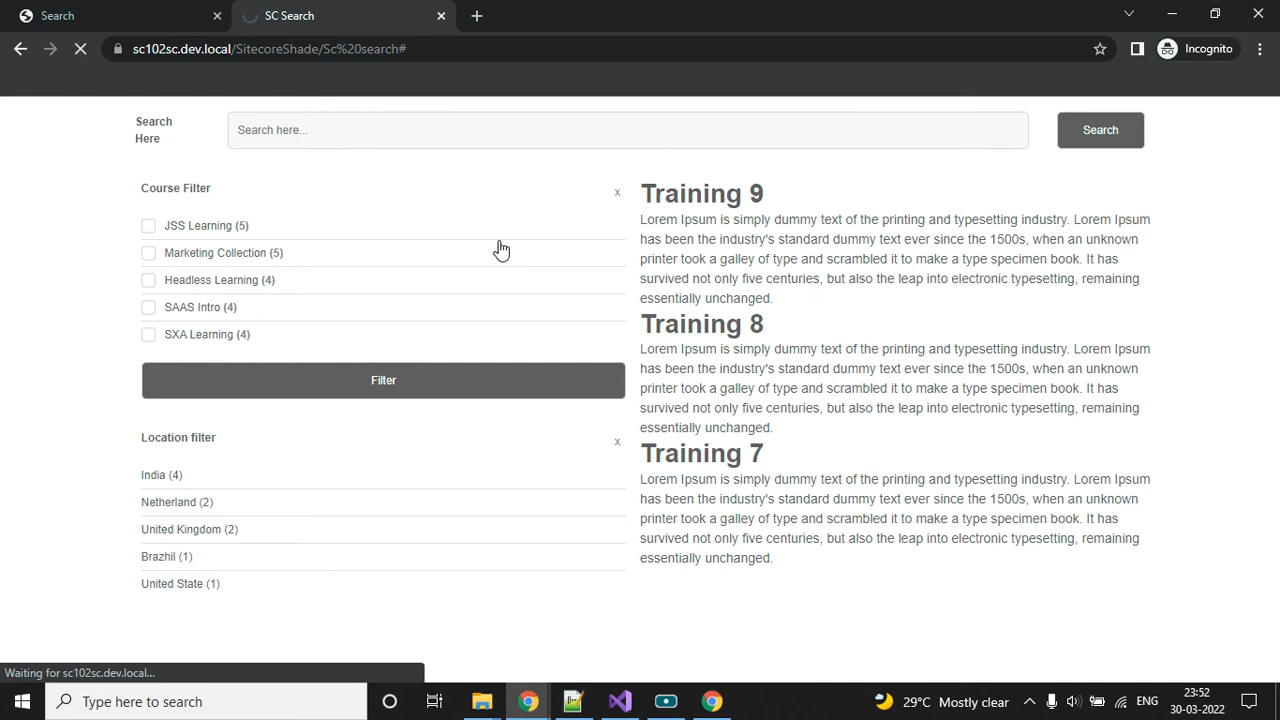 Search
SC Search
sc102sc.dev.local/SitecoreShade/Sc%20search#
Incognito
Search
Here
Search here...
Search
Course Filter
x
JSS Learning (5)
Marketing Collection (5)
Headless Learning (4)
SAAS Intro (4)
SXA Learning (4)
Filter
Location filter
x
India (4)
Netherland (2)
United Kingdom (2)
Brazhil (1)
United State (1)
Training 9
Lorem Ipsum is simply dummy text of the printing and typesetting industry. Lorem Ipsum
has been the industry's standard dummy text ever since the 1500s, when an unknown
printer took a galley of type and scrambled it to make a type specimen book. It has
survived not only five centuries, but also the leap into electronic typesetting, remaining
essentially unchanged.
Training 8
Lorem Ipsum is simply dummy text of the printing and typesetting industry. Lorem Ipsum
has been the industry's standard dummy text ever since the 1500s, when an unknown
printer took a galley of type and scrambled it to make a type specimen book. It has
survived not only five centuries, but also the leap into electronic typesetting, remaining
essentially unchanged.
Training 7
Lorem Ipsum is simply dummy text of the printing and typesetting industry. Lorem Ipsum
has been the industry's standard dummy text ever since the 1500s, when an unknown
printer took a galley of type and scrambled it to make a type specimen book. It has
survived not only five centuries, but also the leap into electronic typesetting, remaining
essentially unchanged.
Waiting for sc102sc.dev.local...
Type here to search
29°C Mostly clear
ENG
23:52
30-03-2022